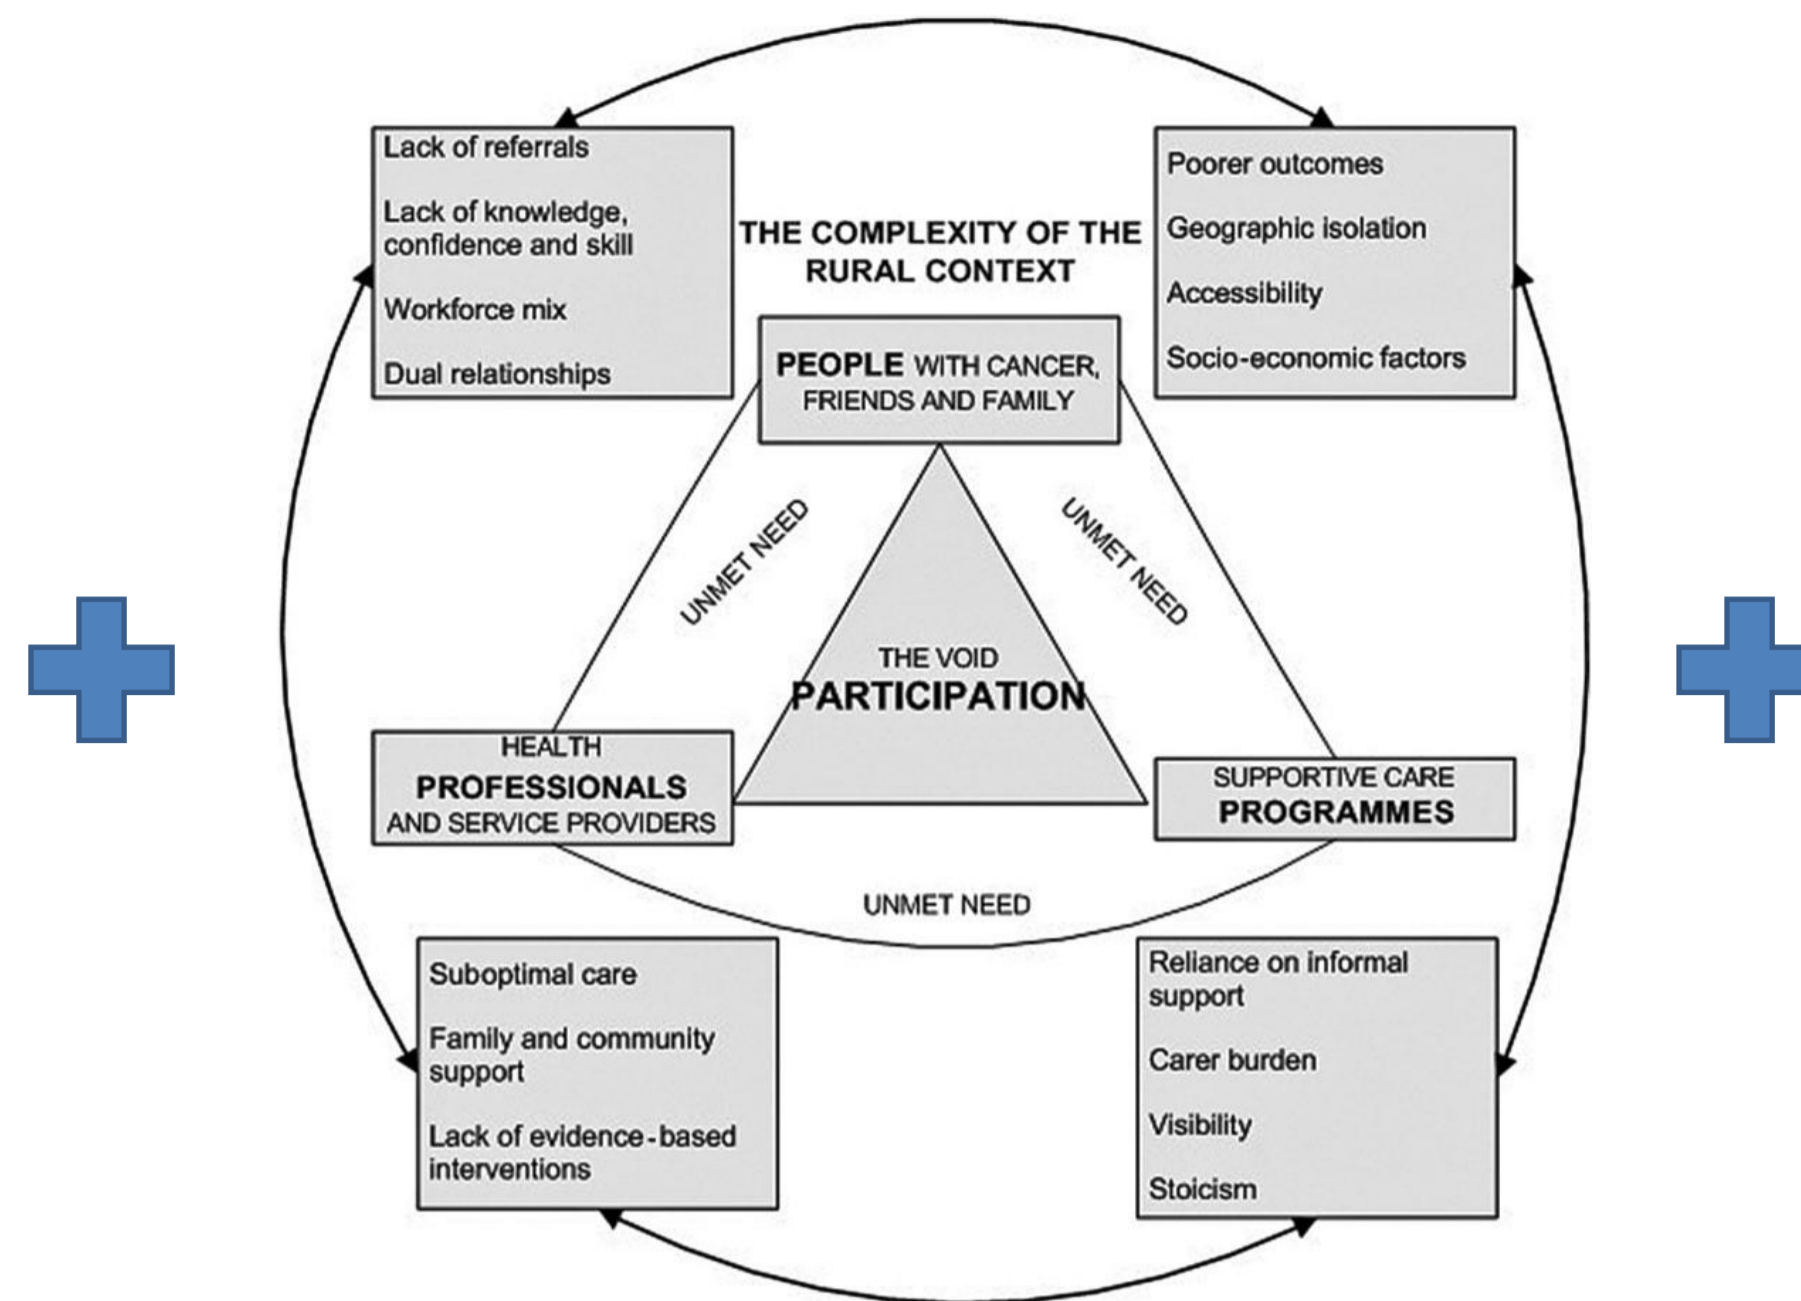 Lack of referrals
Lack of knowledge,
confidence and skill
Workforce mix
Dual relationships
THE COMPLEXITY OF THE
RURAL CONTEXT
Poorer outcomes
Geographic isolation
Accessibility
Socio-economic factors
PEOPLE WITH CANCER,
FRIENDS AND FAMILY
UNMET NEED
UNMET NEED
THE VOID
PARTICIPATION
HEALTH
PROFESSIONALS
AND SERVICE PROVIDERS
SUPPORTIVE CARE
PROGRAMMES
UNMET NEED
Suboptimal care
Family and community
support
Lack of evidence-based
interventions
Reliance on informal
support
Carer burden
Visibility
Stoicism